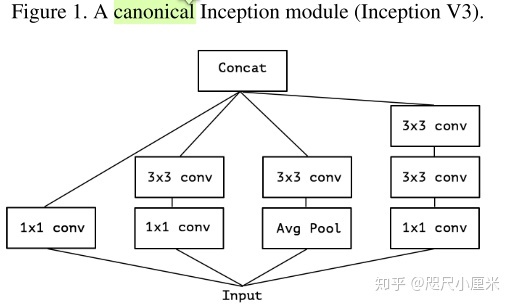 Figure 1. A canonical Inception module (Inception V3).
Concat
3x3 conv
3x3 conv
3x3 conv
3x3 conv
1x1 conv
1x1 conv
Avg Pool
1x1 conv
Input
知乎 @咫尺小厘米